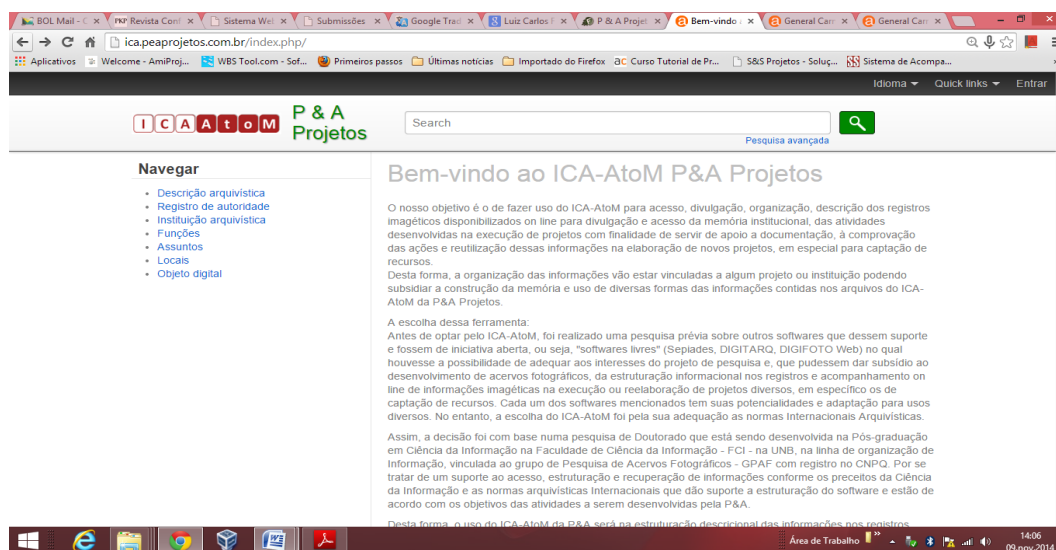 BOL Mail - C
Revista Conf
Sistema Wel
Submissões
Google Trad
Luiz Carlos F
P & A Projet
Bem-vindo a
General Carr
General Carr
ica.peaprojetos.com.br/index.php/
Aplicativos Welcome - AmiProj... WBS Tool.com - Sof... Primeiros passos Últimas notícias Importado do Firefox Curso Tutorial de Pr... S&S Projetos - Soluç... Sistema de Acompa...
Idioma Quick links Entrar
ICAAtoM P & A
Projetos
Search
Pesquisa avançada
Navegar
• Descrição arquivística
• Registro de autoridade
• Instituição arquivística
• Funções
• Assuntos
• Locais
• Objeto digital
Bem-vindo ao ICA-AtoM P&A Projetos
O nosso objetivo é o de fazer uso do ICA-AtoM para acesso, divulgação, organização, descrição dos registros
imagéticos disponibilizados on line para divulgação e acesso da memória institucional, das atividades
desenvolvidas na execução de projetos com finalidade de servir de apoio a documentação, à comprovação
das ações e reutilização dessas informações na elaboração de novos projetos, em especial para captação de
recursos.
Desta forma, a organização das informações vão estar vinculadas a algum projeto ou instituição podendo
subsidiar a construção da memória e uso de diversas formas das informações contidas nos arquivos do ICA-
AtoM da P&A Projetos.
A escolha dessa ferramenta:
Antes de optar pelo ICA-AtoM, foi realizado uma pesquisa prévia sobre outros softwares que dessem suporte
e fossem de iniciativa aberta, ou seja, "softwares livres" (Sepiades, DIGITARQ, DIGIFOTO Web) no qual
houvesse a possibilidade de adequar aos interesses do projeto de pesquisa e, que pudessem dar subsídio ao
desenvolvimento de acervos fotográficos, da estruturação informacional nos registros e acompanhamento on
line de informações imagéticas na execução ou reelaboração de projetos diversos, em específico os de
captação de recursos. Cada um dos softwares mencionados tem suas potencialidades e adaptação para usos
diversos. No entanto, a escolha do ICA-AtoM foi pela sua adequação as normas Internacionais Arquivísticas.
Assim, a decisão foi com base numa pesquisa de Doutorado que está sendo desenvolvida na Pós-graduação
em Ciência da Informação na Faculdade de Ciência da Informação - FCI - na UNB, na linha de organização de
Informação, vinculada ao grupo de Pesquisa de Acervos Fotográficos - GPAF com registro no CNPQ. Por se
tratar de um suporte ao acesso, estruturação e recuperação de informações conforme os preceitos da Ciência
da Informação e as normas arquivísticas Internacionais que dão suporte a estruturação do software e estão de
acordo com os objetivos das atividades a serem desenvolvidas pela P&A.
Desta forma, o uso do ICA-AtoM da P&A será na estruturação descricional das informações nos registros
Área de Trabalho
14:06
09.nov.2014